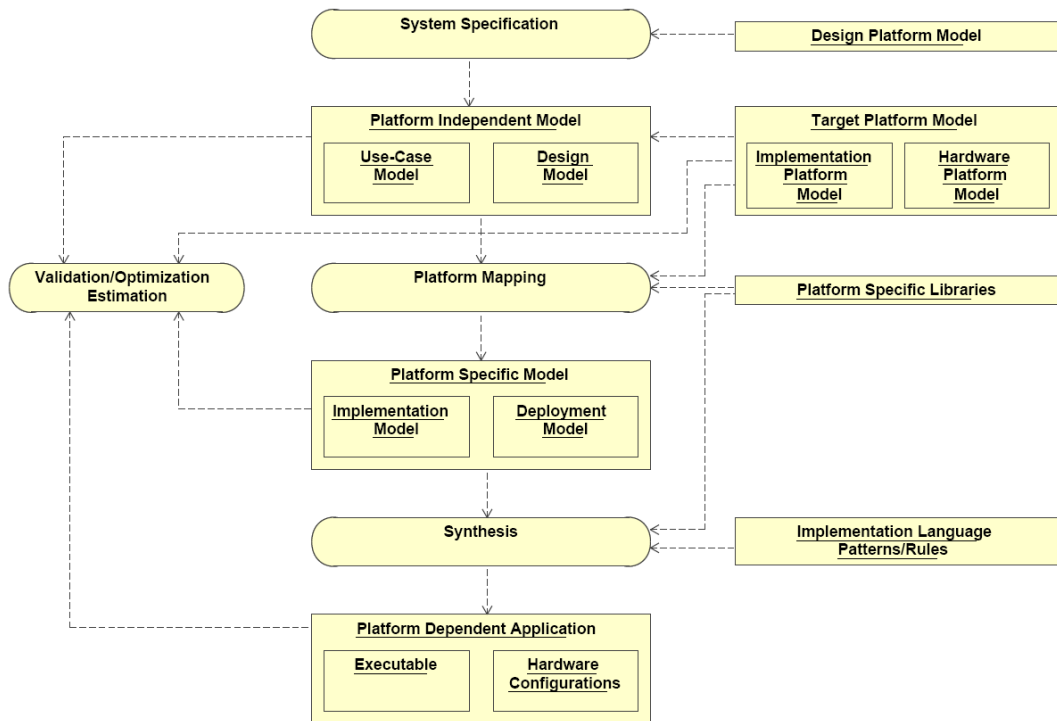 System Specification
Design Platform Model
Platform Independent Model
Use-Case
Model
Design
Model
Target Platform Model
Implementation
Platform
Model
Hardware
Platform
Model
Validation/Optimization
Estimation
Platform Mapping
Platform Specific Libraries
Platform Specific Model
Implementation
Model
Deployment
Model
Synthesis
Implementation Language
Patterns/Rules
Platform Dependent Application
Executable
Hardware
Configurations